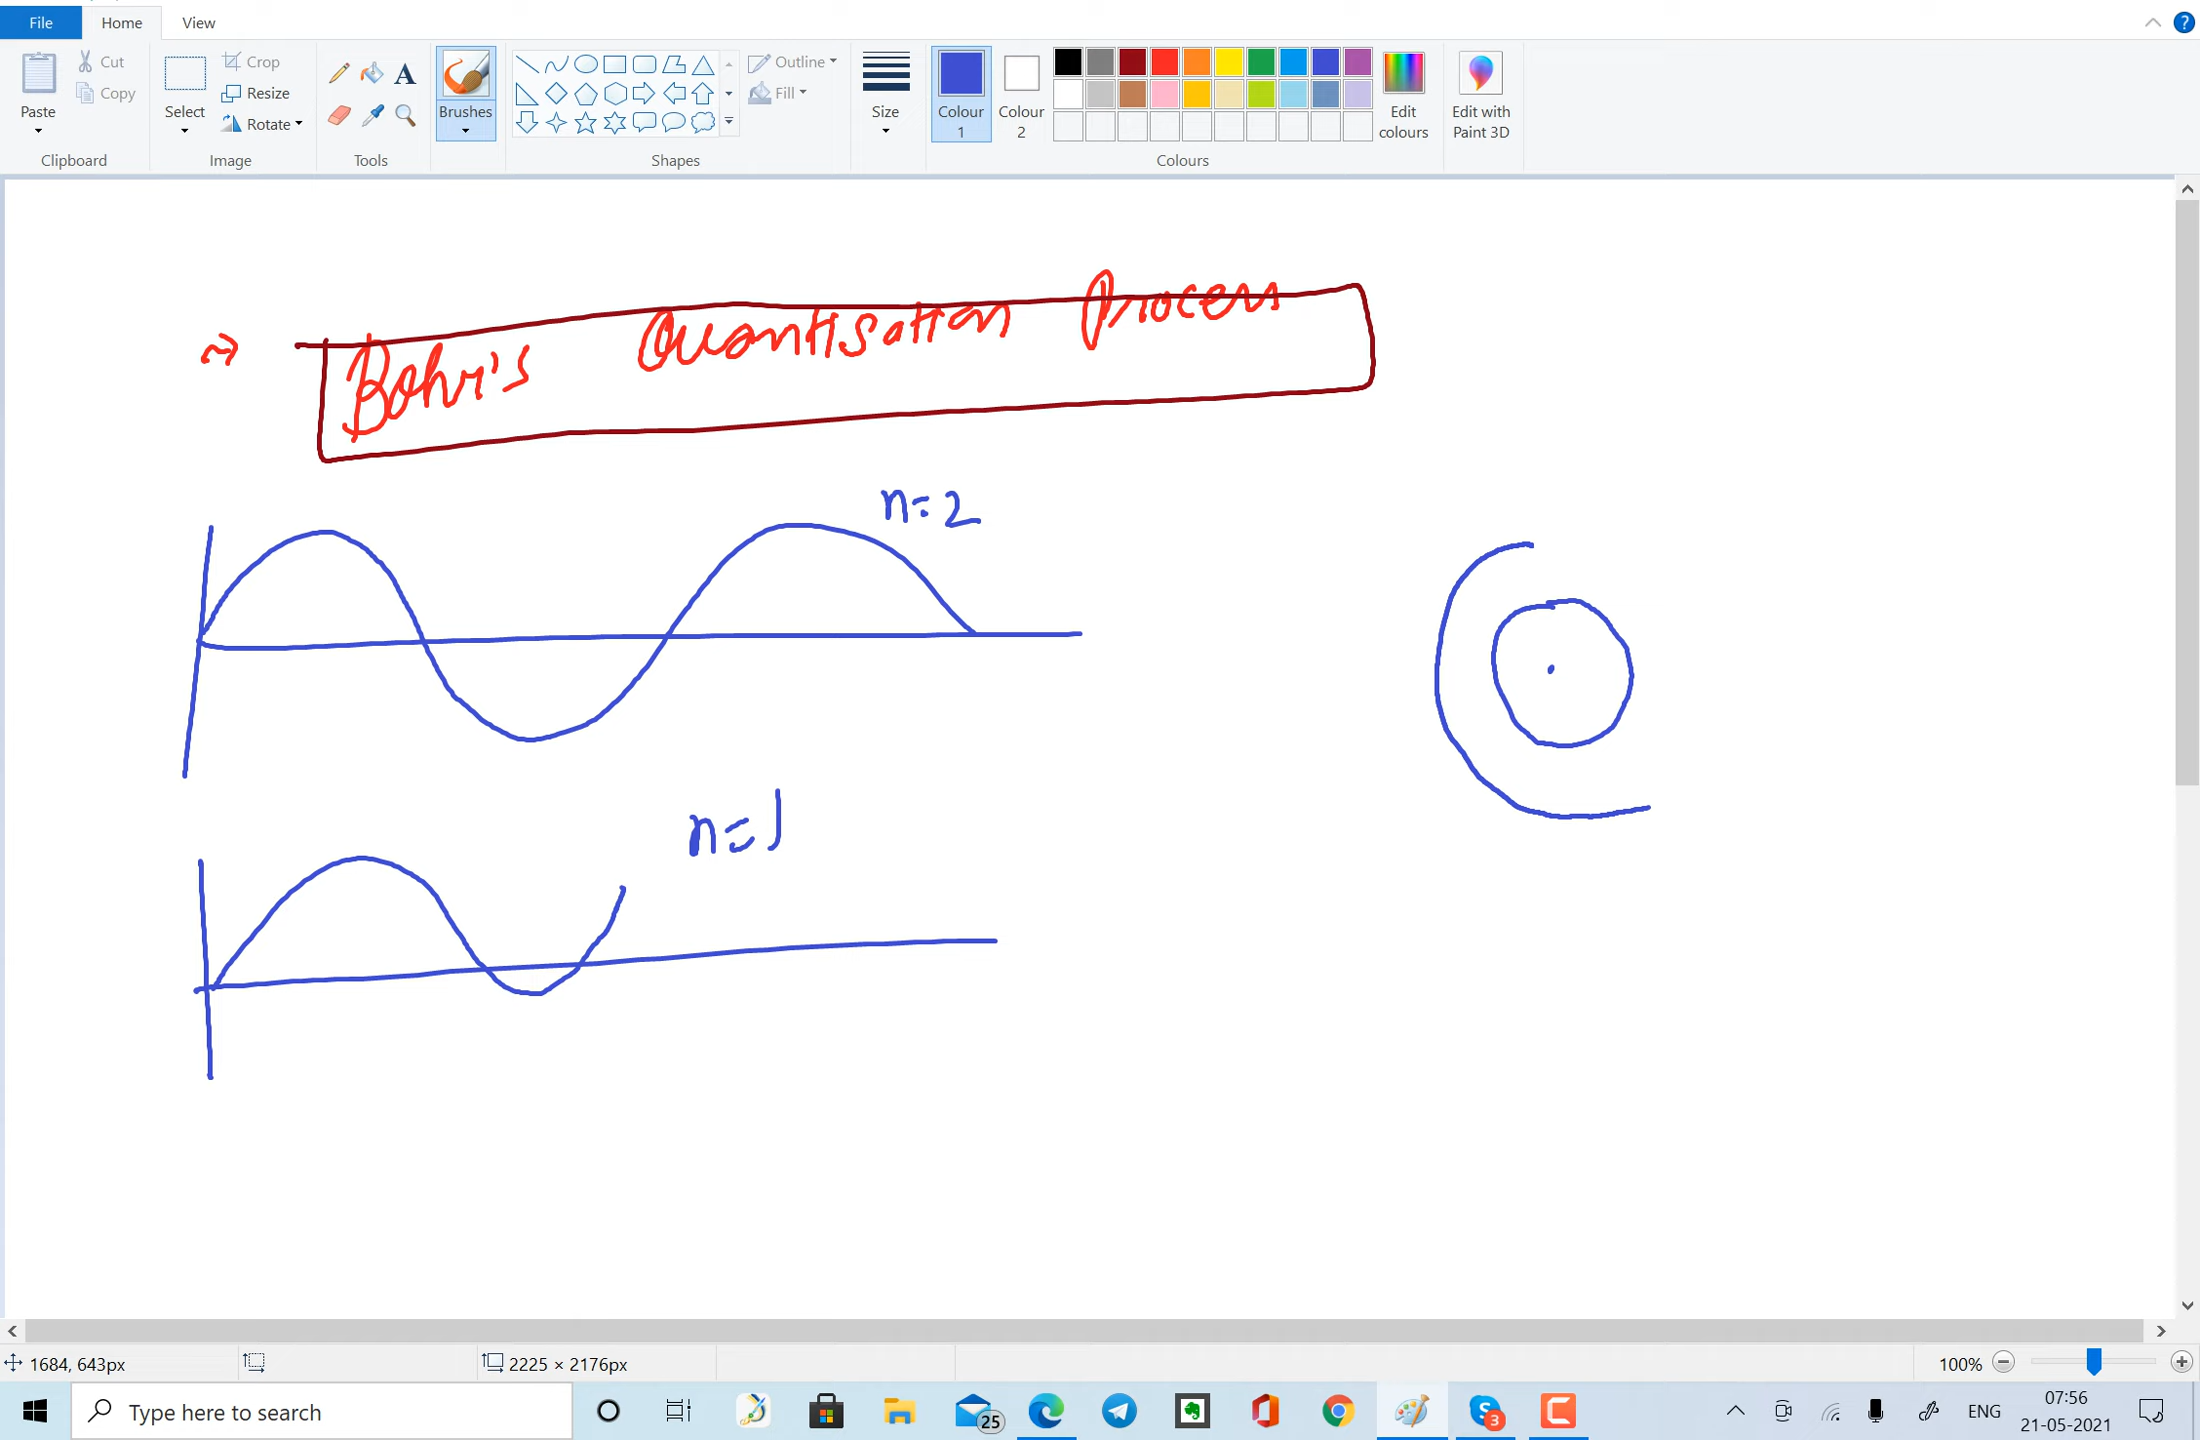 File Home View
Paste
Cut
Copy
Clipboard
Select
Crop
Resize
Rotate
Image
A
Tools
Brushes
Shapes
Outline
Fill
Size
Colour 1
Colour 2
Colours
Edit colours
Edit with Paint 3D
?
⇒ Bohr's Quantisation Process
n=2
n=1
1684, 643px 2225 × 2176px 100%
Type here to search
25
3
ENG
07:56
21-05-2021